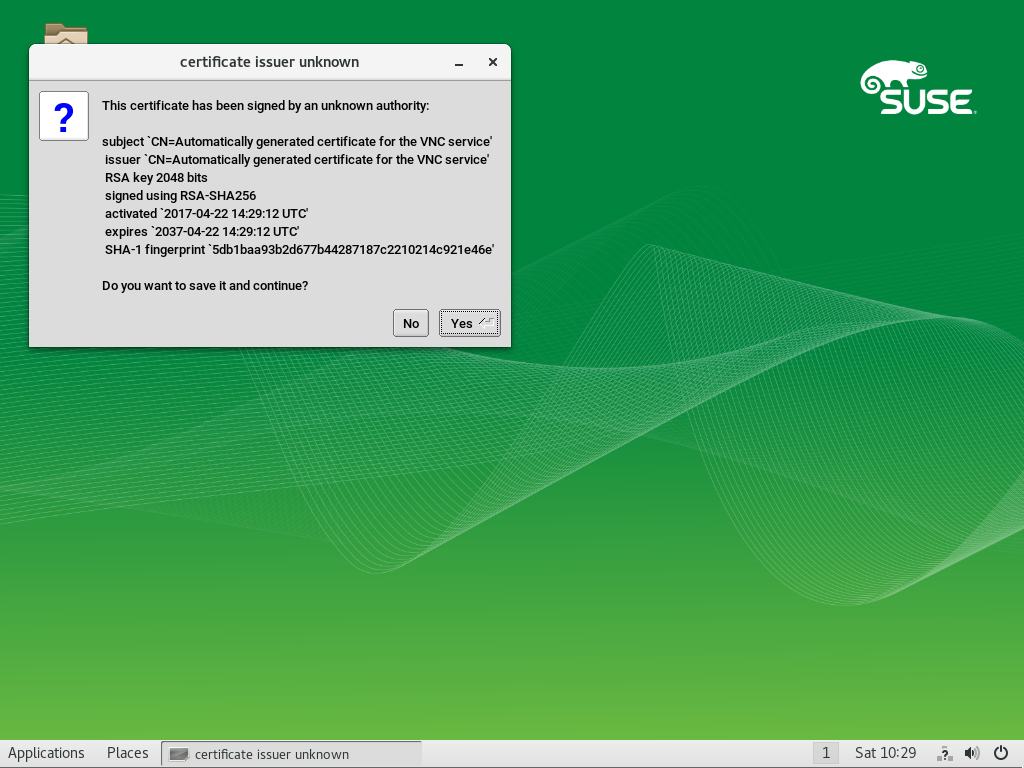 certificate issuer unknown
This certificate has been signed by an unknown authority:
subject `CN=Automatically generated certificate for the VNC service'
issuer `CN=Automatically generated certificate for the VNC service'
RSA key 2048 bits
signed using RSA-SHA256
activated `2017-04-22 14:29:12 UTC'
expires `2037-04-22 14:29:12 UTC'
SHA-1 fingerprint `5db1baa93b2d677b44287187c2210214c921e46e'
Do you want to save it and continue?
No
Yes
SUSE
Applications
Places
certificate issuer unknown
1
Sat 10:29